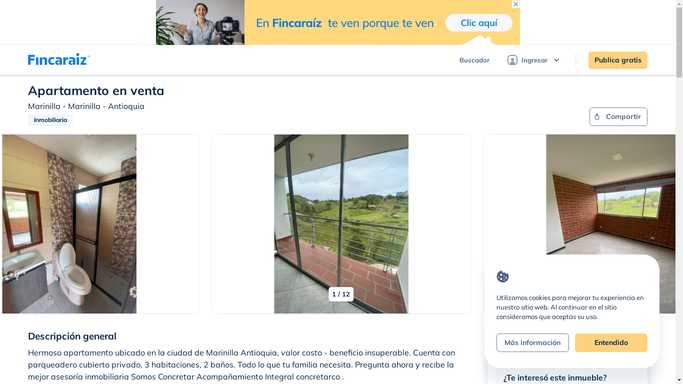 En Fincaraíz te ven porque te ven
Clic aquí
Fincaraíz
Buscador
Ingresar
Publica gratis
Apartamento en venta
Marinilla - Marinilla - Antioquia
Inmobiliaria
Compartir
1 / 12
Descripción general
Hermoso apartamento ubicado en la ciudad de Marinilla Antioquia, valor costo - beneficio insuperable. Cuenta con
parqueadero cubierto privado, 3 habitaciones, 2 baños. Todo lo que tu familia necesita. Pregunta ahora y recibe la
mejor asesoría inmobiliaria Somos Concretar Acompañamiento Integral concretarco .
Utilizamos cookies para mejorar tu experiencia en
nuestro sitio web. Al continuar en el sitio
consideramos que aceptas su uso.
Más información
Entendido
¿Te interesó este inmueble?